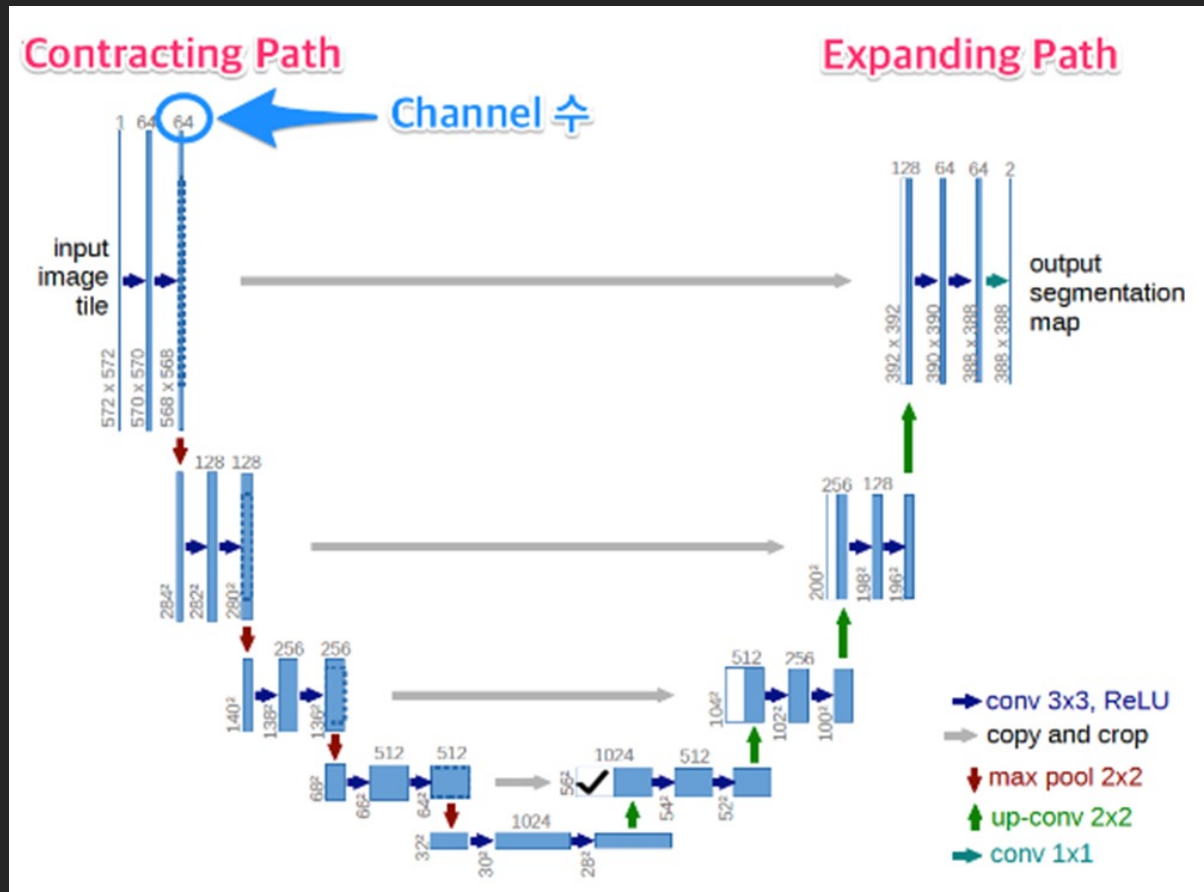 Contracting Path
Expanding Path
Channel 수
1 64 64
input
image
tile
572 x 572
570 x 570
568 x 568
128 64 64 2
output
segmentation
map
392 x 392
390 x 390
388 x 388
388 x 388
128 128
284²
282²
280²
256 128
200²
198²
196²
256 256
140²
138²
136²
512 256
104²
102²
100²
512 512
68²
66²
64²
1024 512
56²
54²
52²
1024
32²
30²
28²
conv 3x3, ReLU
copy and crop
max pool 2x2
up-conv 2x2
conv 1x1